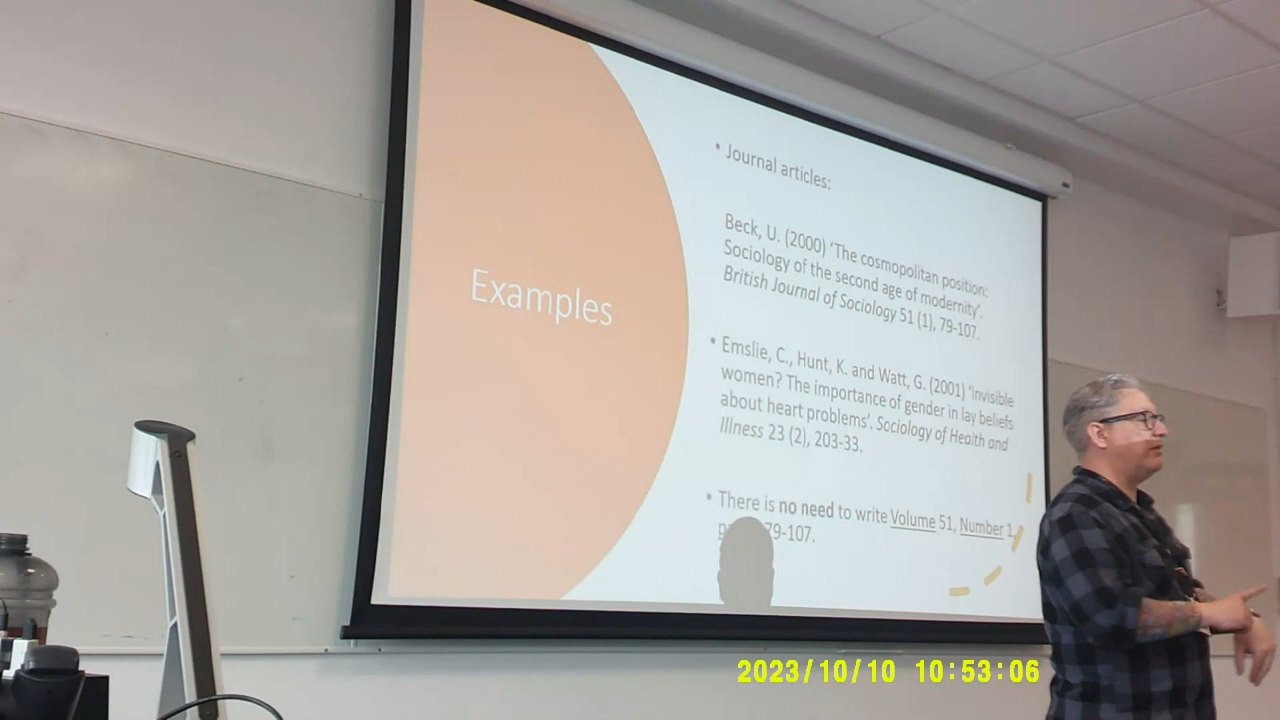 Examples
• Journal articles:
Beck, U. (2000) ‘The cosmopolitan position:
Sociology of the second age of modernity’.
British Journal of Sociology 51 (1), 79-107.
• Emslie, C., Hunt, K. and Watt, G. (2001) ‘Invisible
women? The importance of gender in lay beliefs
about heart problems’. Sociology of Health and
Illness 23 (2), 203-33.
• There is no need to write Volume 51, Number 1,
79-107.
2023/10/10 10:53:06